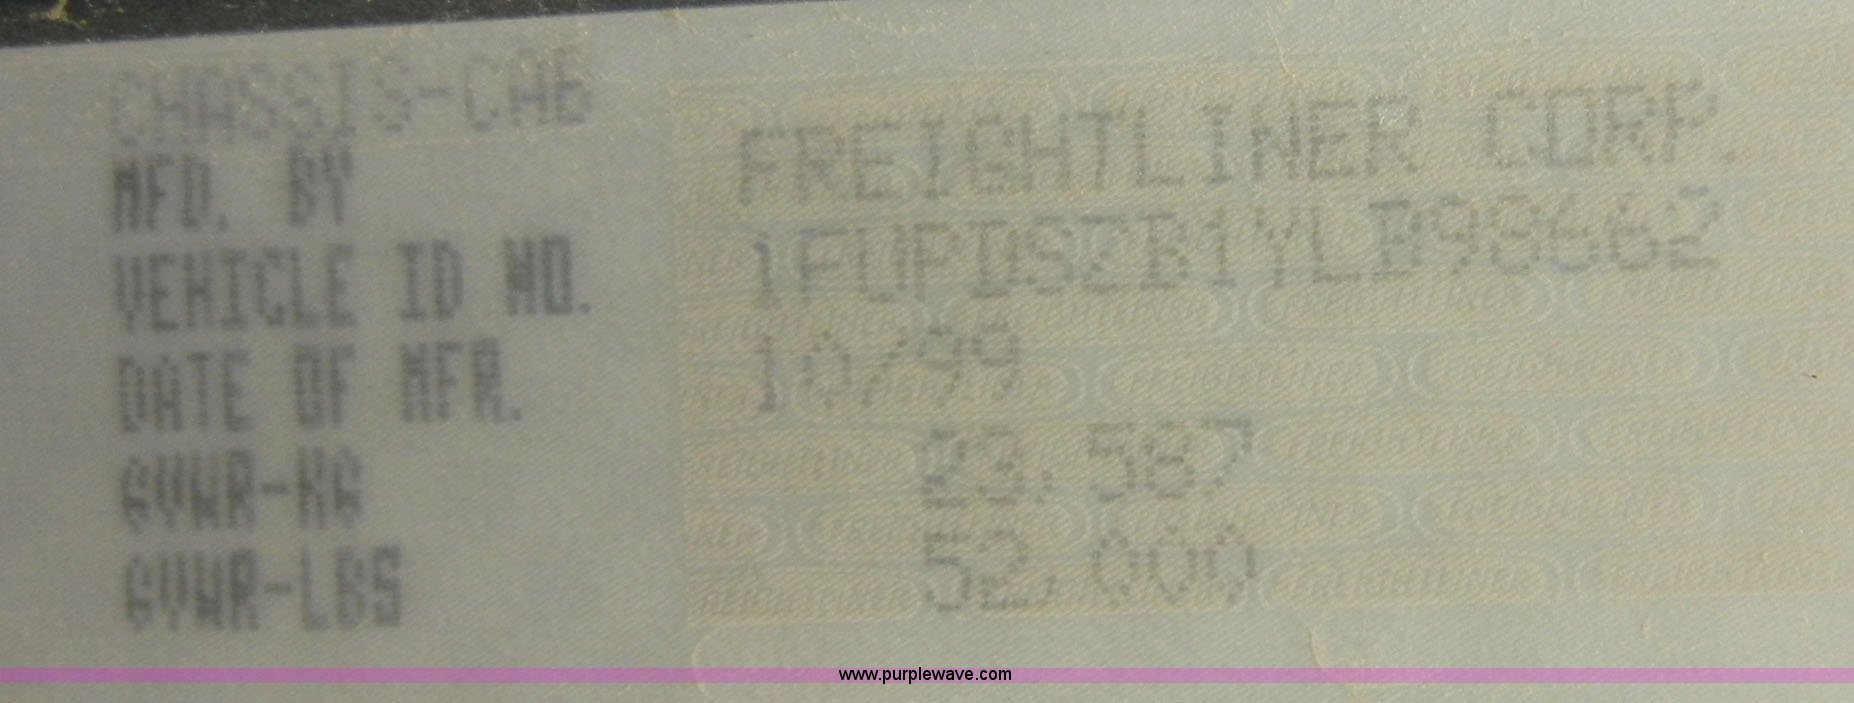 CHASSIS-CAB
MFD. BY FREIGHTLINER CORP.
VEHICLE ID NO. 1FUPDSZB1YLB98662
DATE OF MFR. 10/99
GVWR-KG 23,587
GVWR-LBS 52,000
www.purplewave.com